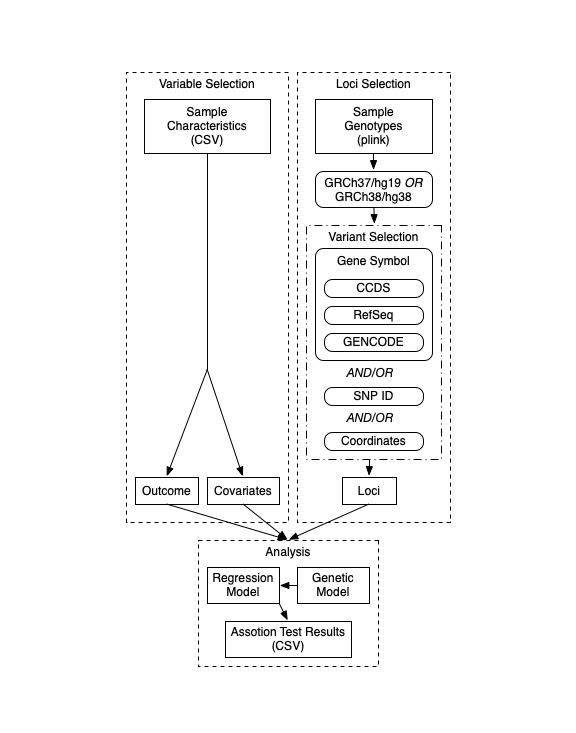 Variable Selection
Sample
Characteristics
(CSV)
Outcome
Covariates
Loci Selection
Sample
Genotypes
(plink)
GRCh37/hg19 OR
GRCh38/hg38
Variant Selection
Gene Symbol
CCDS
RefSeq
GENCODE
AND/OR
SNP ID
AND/OR
Coordinates
Loci
Analysis
Regression
Model
Genetic
Model
Assotion Test Results
(CSV)